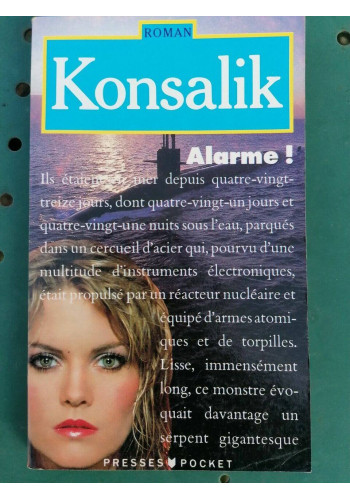 ROMAN
Konsalik
Alarme !
Ils étaient en mer depuis quatre-vingt-
treize jours, dont quatre-vingt-un jours et
quatre-vingt-une nuits sous l'eau, parqués
dans un cercueil d'acier qui, pourvu d'une
multitude d'instruments électroniques,
était propulsé par un réacteur nucléaire et
équipé d'armes atomi-
ques et de torpilles.
Lisse, immensément
long, ce monstre évo-
quait davantage un
serpent gigantesque
PRESSES POCKET